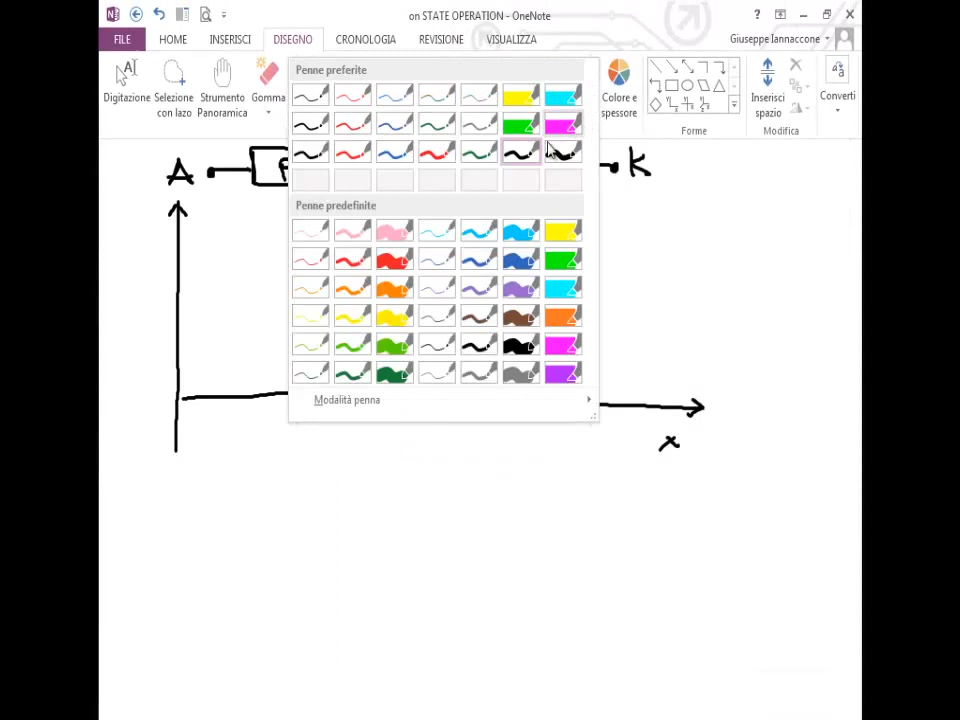 on STATE OPERATION - OneNote
?
FILE HOME INSERISCI DISEGNO CRONOLOGIA REVISIONE VISUALIZZA Giuseppe Iannaccone
Penne preferite
Digitazione Selezione con lazo Strumento Panoramica Gomma Colore e spessore Forme Inserisci spazio Modifica Converti
A K
Penne predefinite
Modalità penna
x